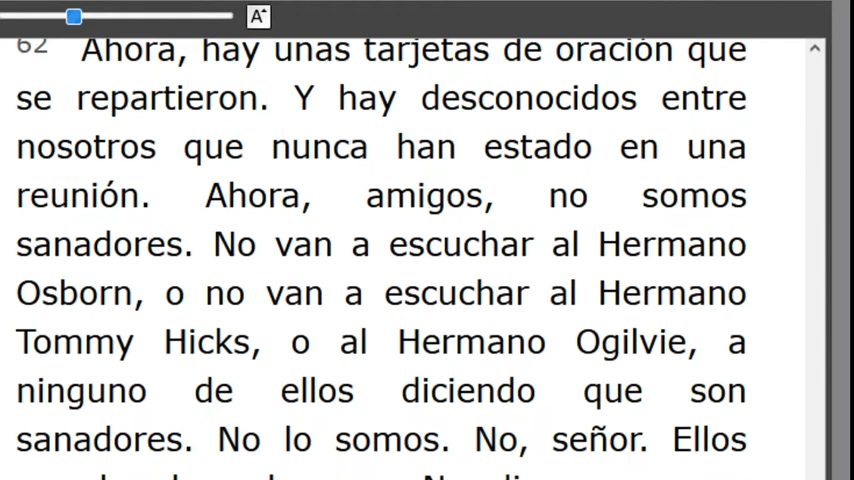 A
62 Ahora, hay unas tarjetas de oración que
se repartieron. Y hay desconocidos entre
nosotros que nunca han estado en una
reunión. Ahora, amigos, no somos
sanadores. No van a escuchar al Hermano
Osborn, o no van a escuchar al Hermano
Tommy Hicks, o al Hermano Ogilvie, a
ninguno de ellos diciendo que son
sanadores. No lo somos. No, señor. Ellos